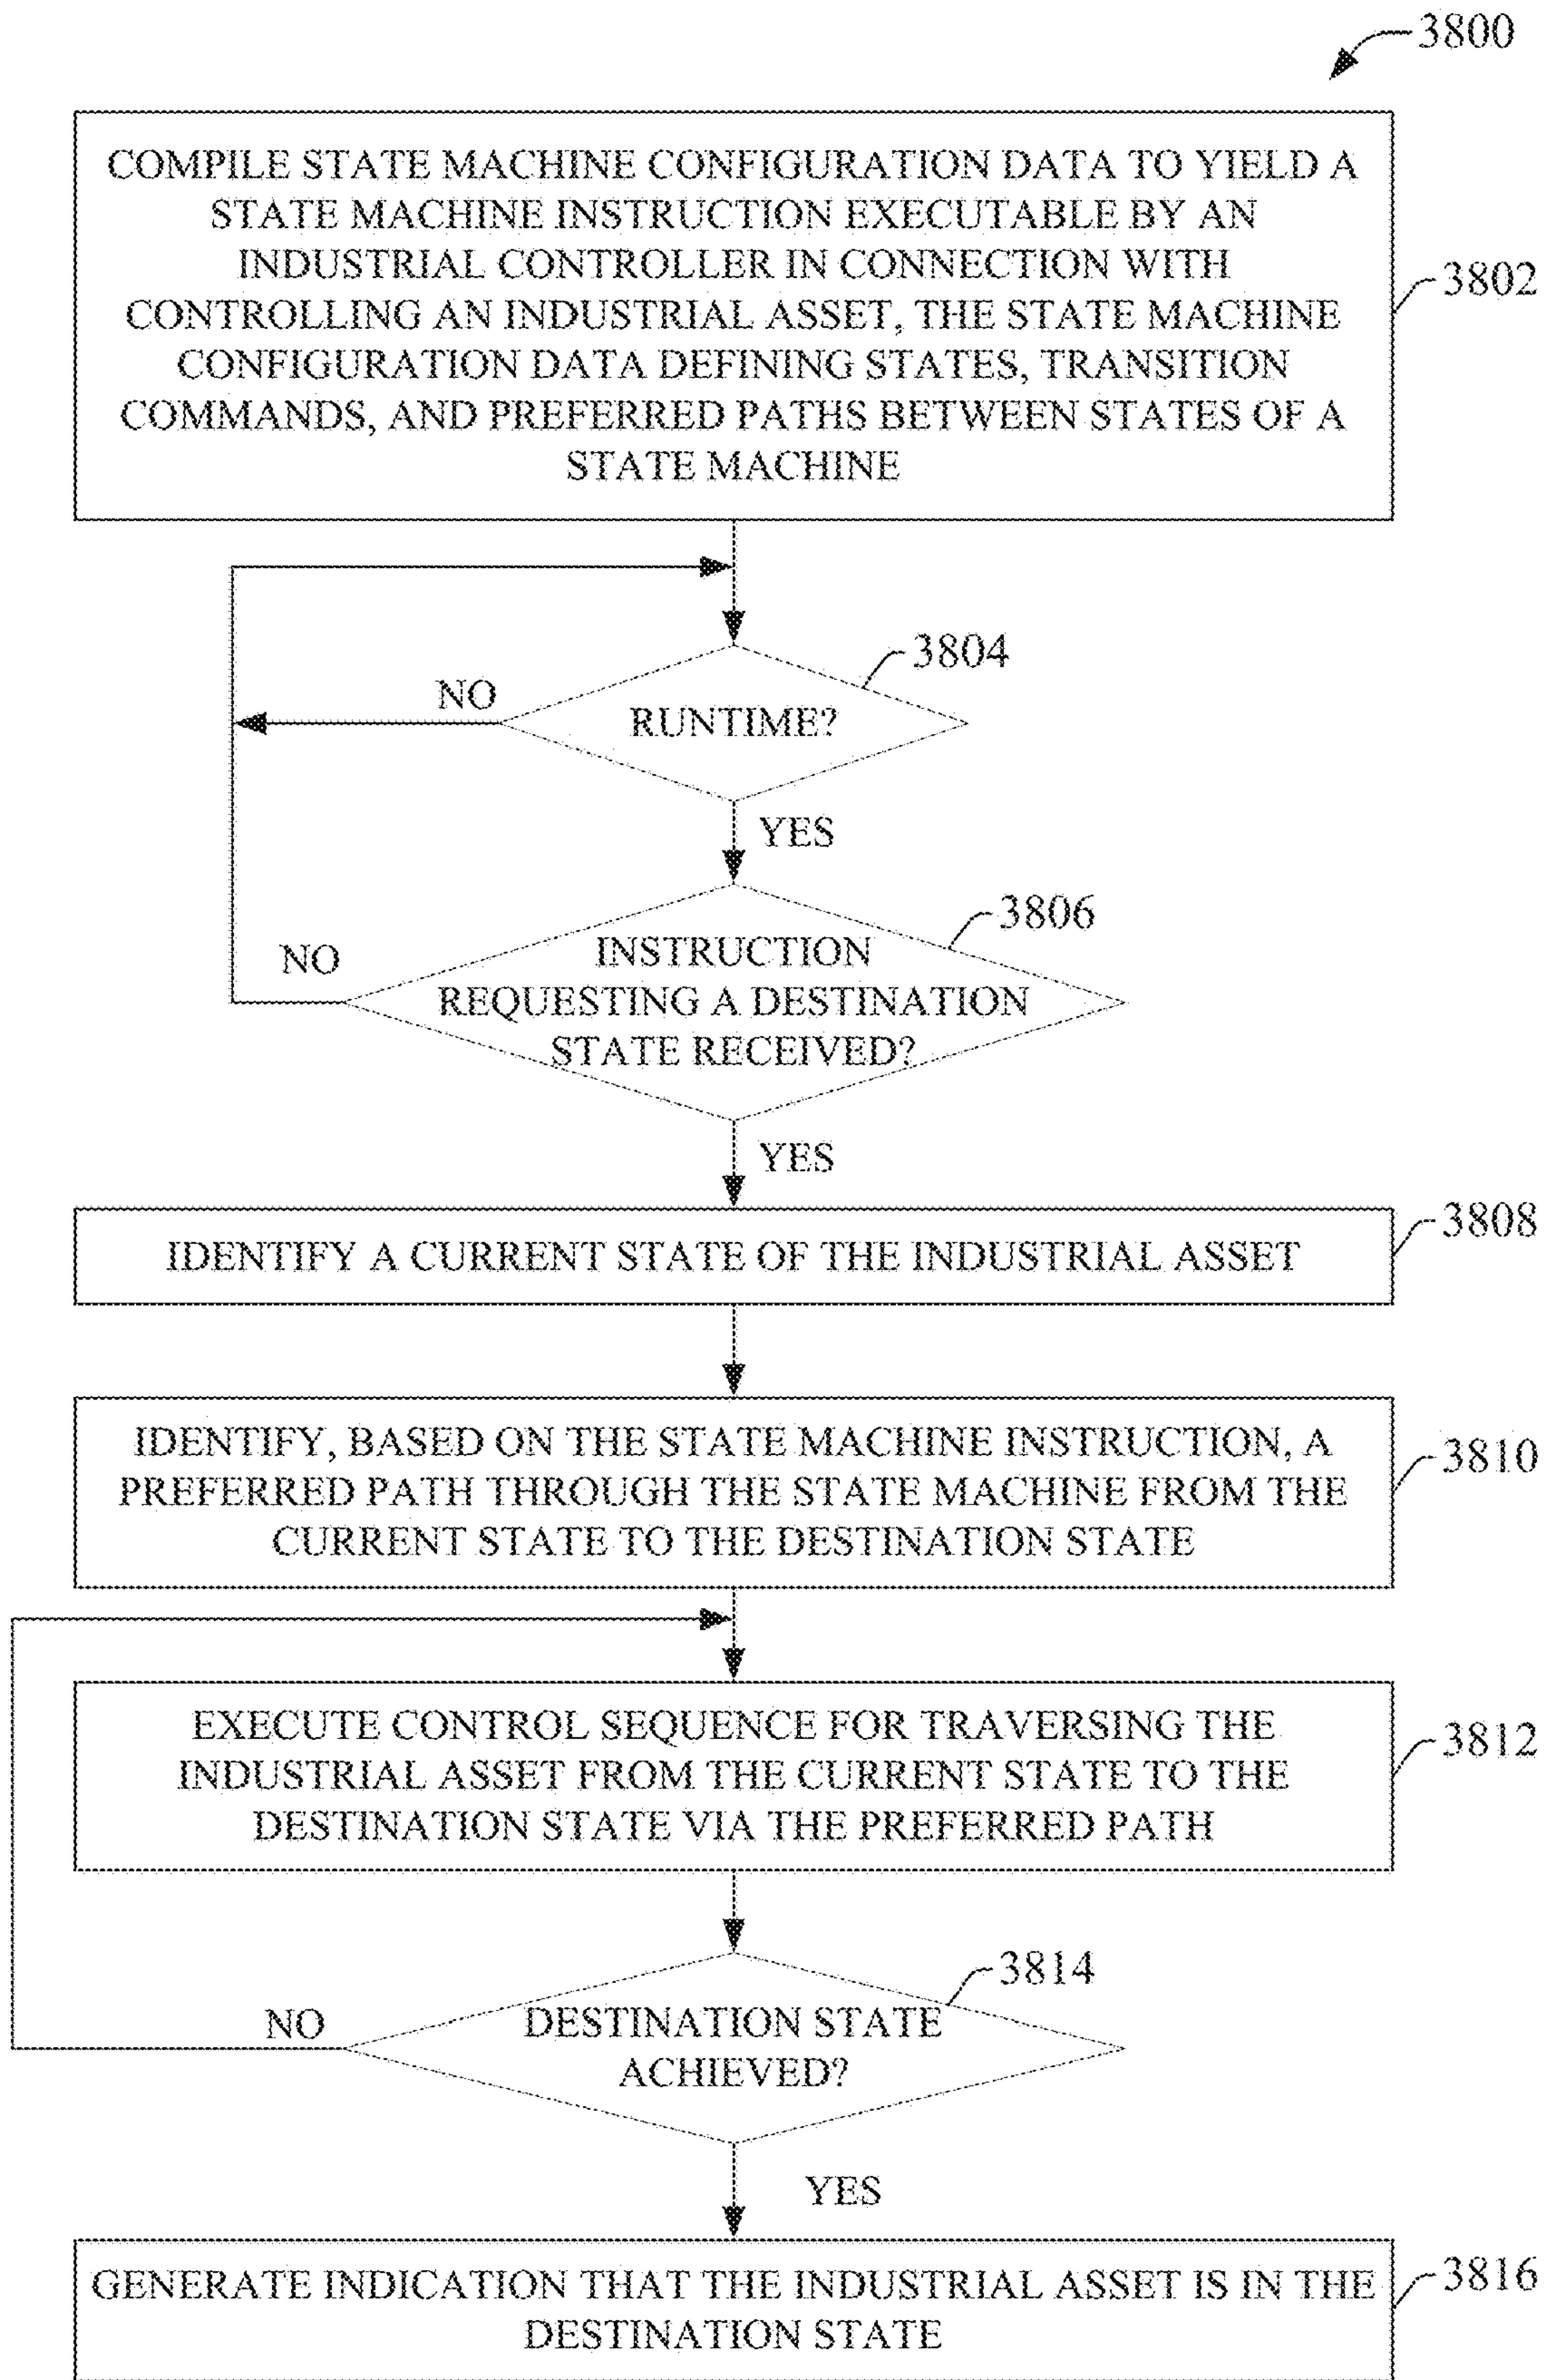 3800
COMPILE STATE MACHINE CONFIGURATION DATA TO YIELD A
STATE MACHINE INSTRUCTION EXECUTABLE BY AN
INDUSTRIAL CONTROLLER IN CONNECTION WITH
CONTROLLING AN INDUSTRIAL ASSET, THE STATE MACHINE
CONFIGURATION DATA DEFINING STATES, TRANSITION
COMMANDS, AND PREFERRED PATHS BETWEEN STATES OF A
STATE MACHINE
3802
3804
NO
RUNTIME?
YES
3806
NO
INSTRUCTION
REQUESTING A DESTINATION
STATE RECEIVED?
YES
3808
IDENTIFY A CURRENT STATE OF THE INDUSTRIAL ASSET
IDENTIFY, BASED ON THE STATE MACHINE INSTRUCTION, A
PREFERRED PATH THROUGH THE STATE MACHINE FROM THE
CURRENT STATE TO THE DESTINATION STATE
3810
EXECUTE CONTROL SEQUENCE FOR TRAVERSING THE
INDUSTRIAL ASSET FROM THE CURRENT STATE TO THE
DESTINATION STATE VIA THE PREFERRED PATH
3812
3814
NO
DESTINATION STATE
ACHIEVED?
YES
GENERATE INDICATION THAT THE INDUSTRIAL ASSET IS IN THE
DESTINATION STATE
3816